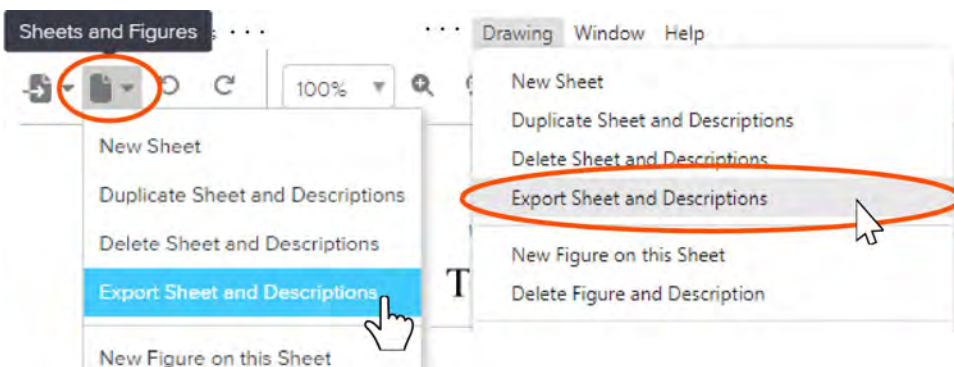 Sheets and Figures
Drawing Window Help
100%
New Sheet
Duplicate Sheet and Descriptions
Delete Sheet and Descriptions
Export Sheet and Descriptions
New Figure on this Sheet
T
New Sheet
Duplicate Sheet and Descriptions
Delete Sheet and Descriptions
Export Sheet and Descriptions
New Figure on this Sheet
Delete Figure and Description